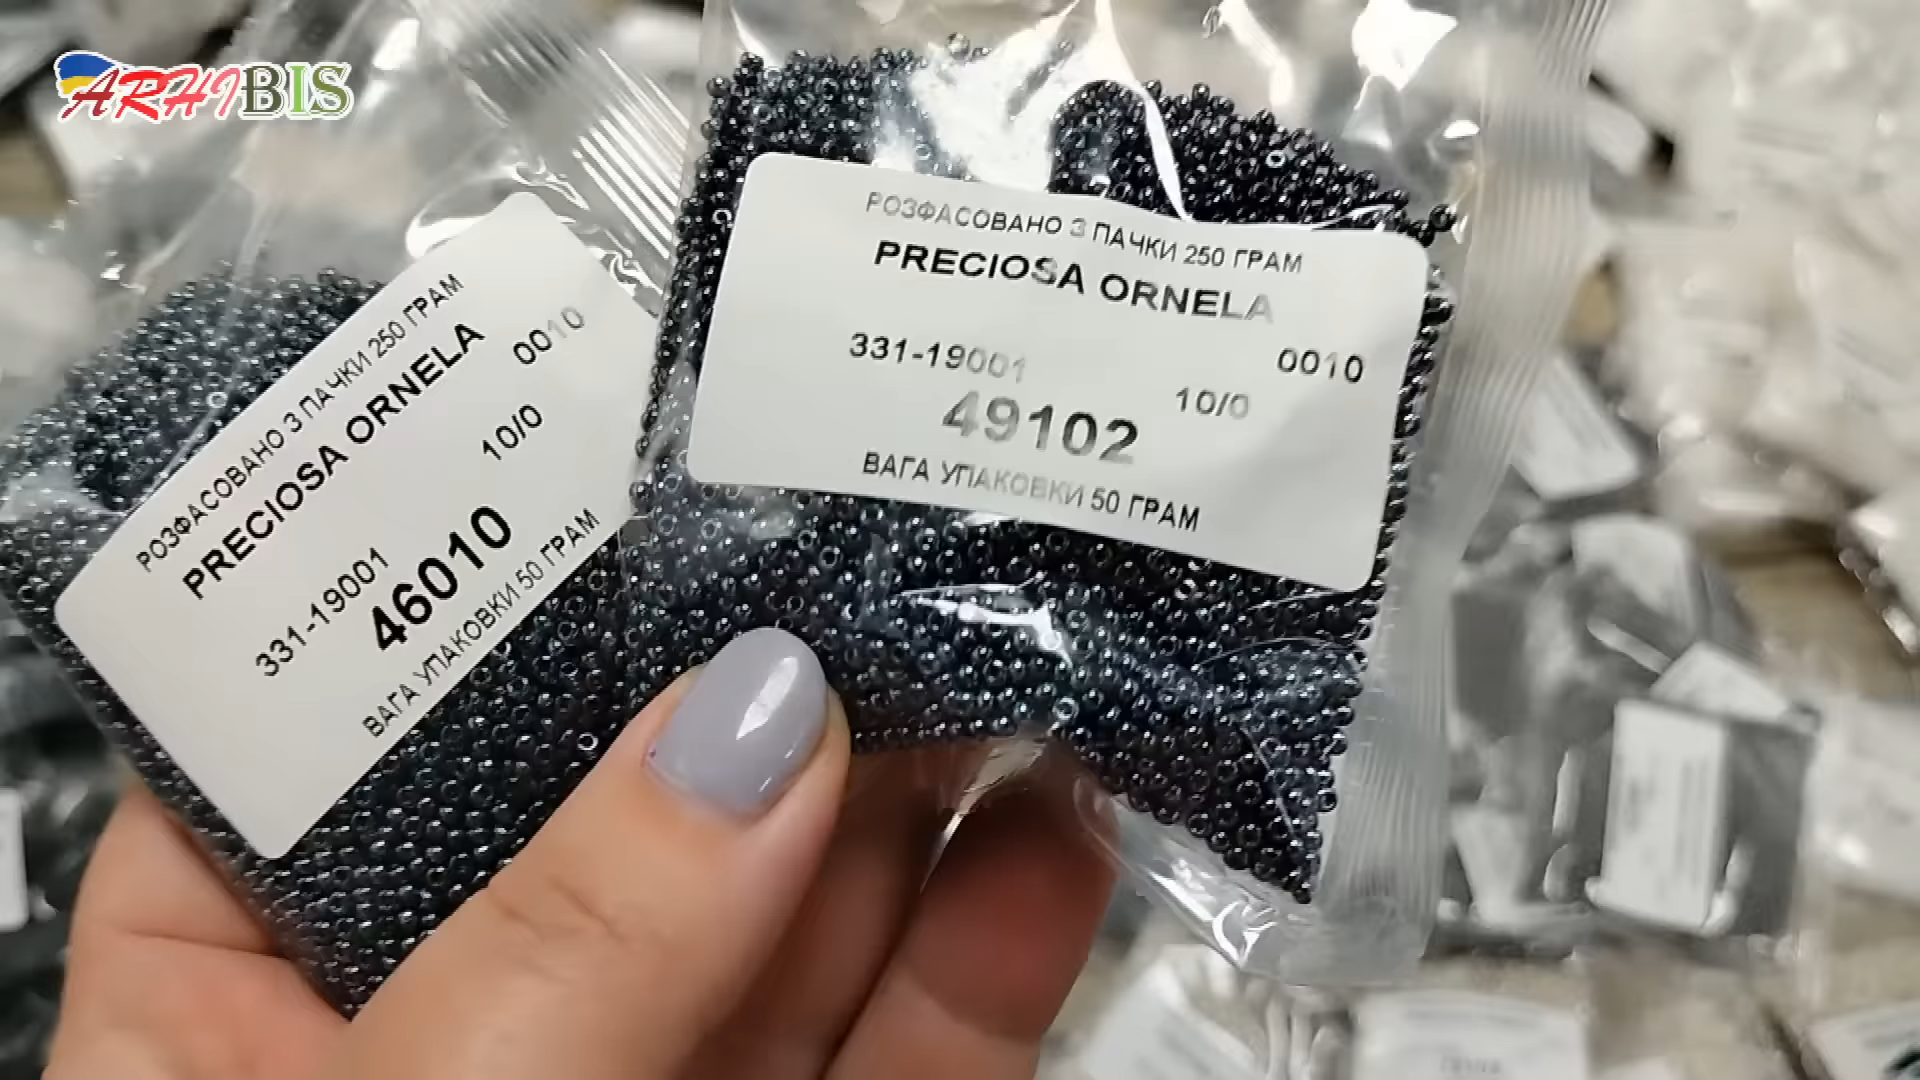 ARHIBIS
РОЗФАСОВАНО З ПАЧКИ 250 ГРАМ
PRECIOSA ORNELA
331-19001
0010
10/0
46010
ВАГА УПАКОВКИ 50 ГРАМ
РОЗФАСОВАНО З ПАЧКИ 250 ГРАМ
PRECIOSA ORNELA
331-19001
0010
10/0
49102
ВАГА УПАКОВКИ 50 ГРАМ